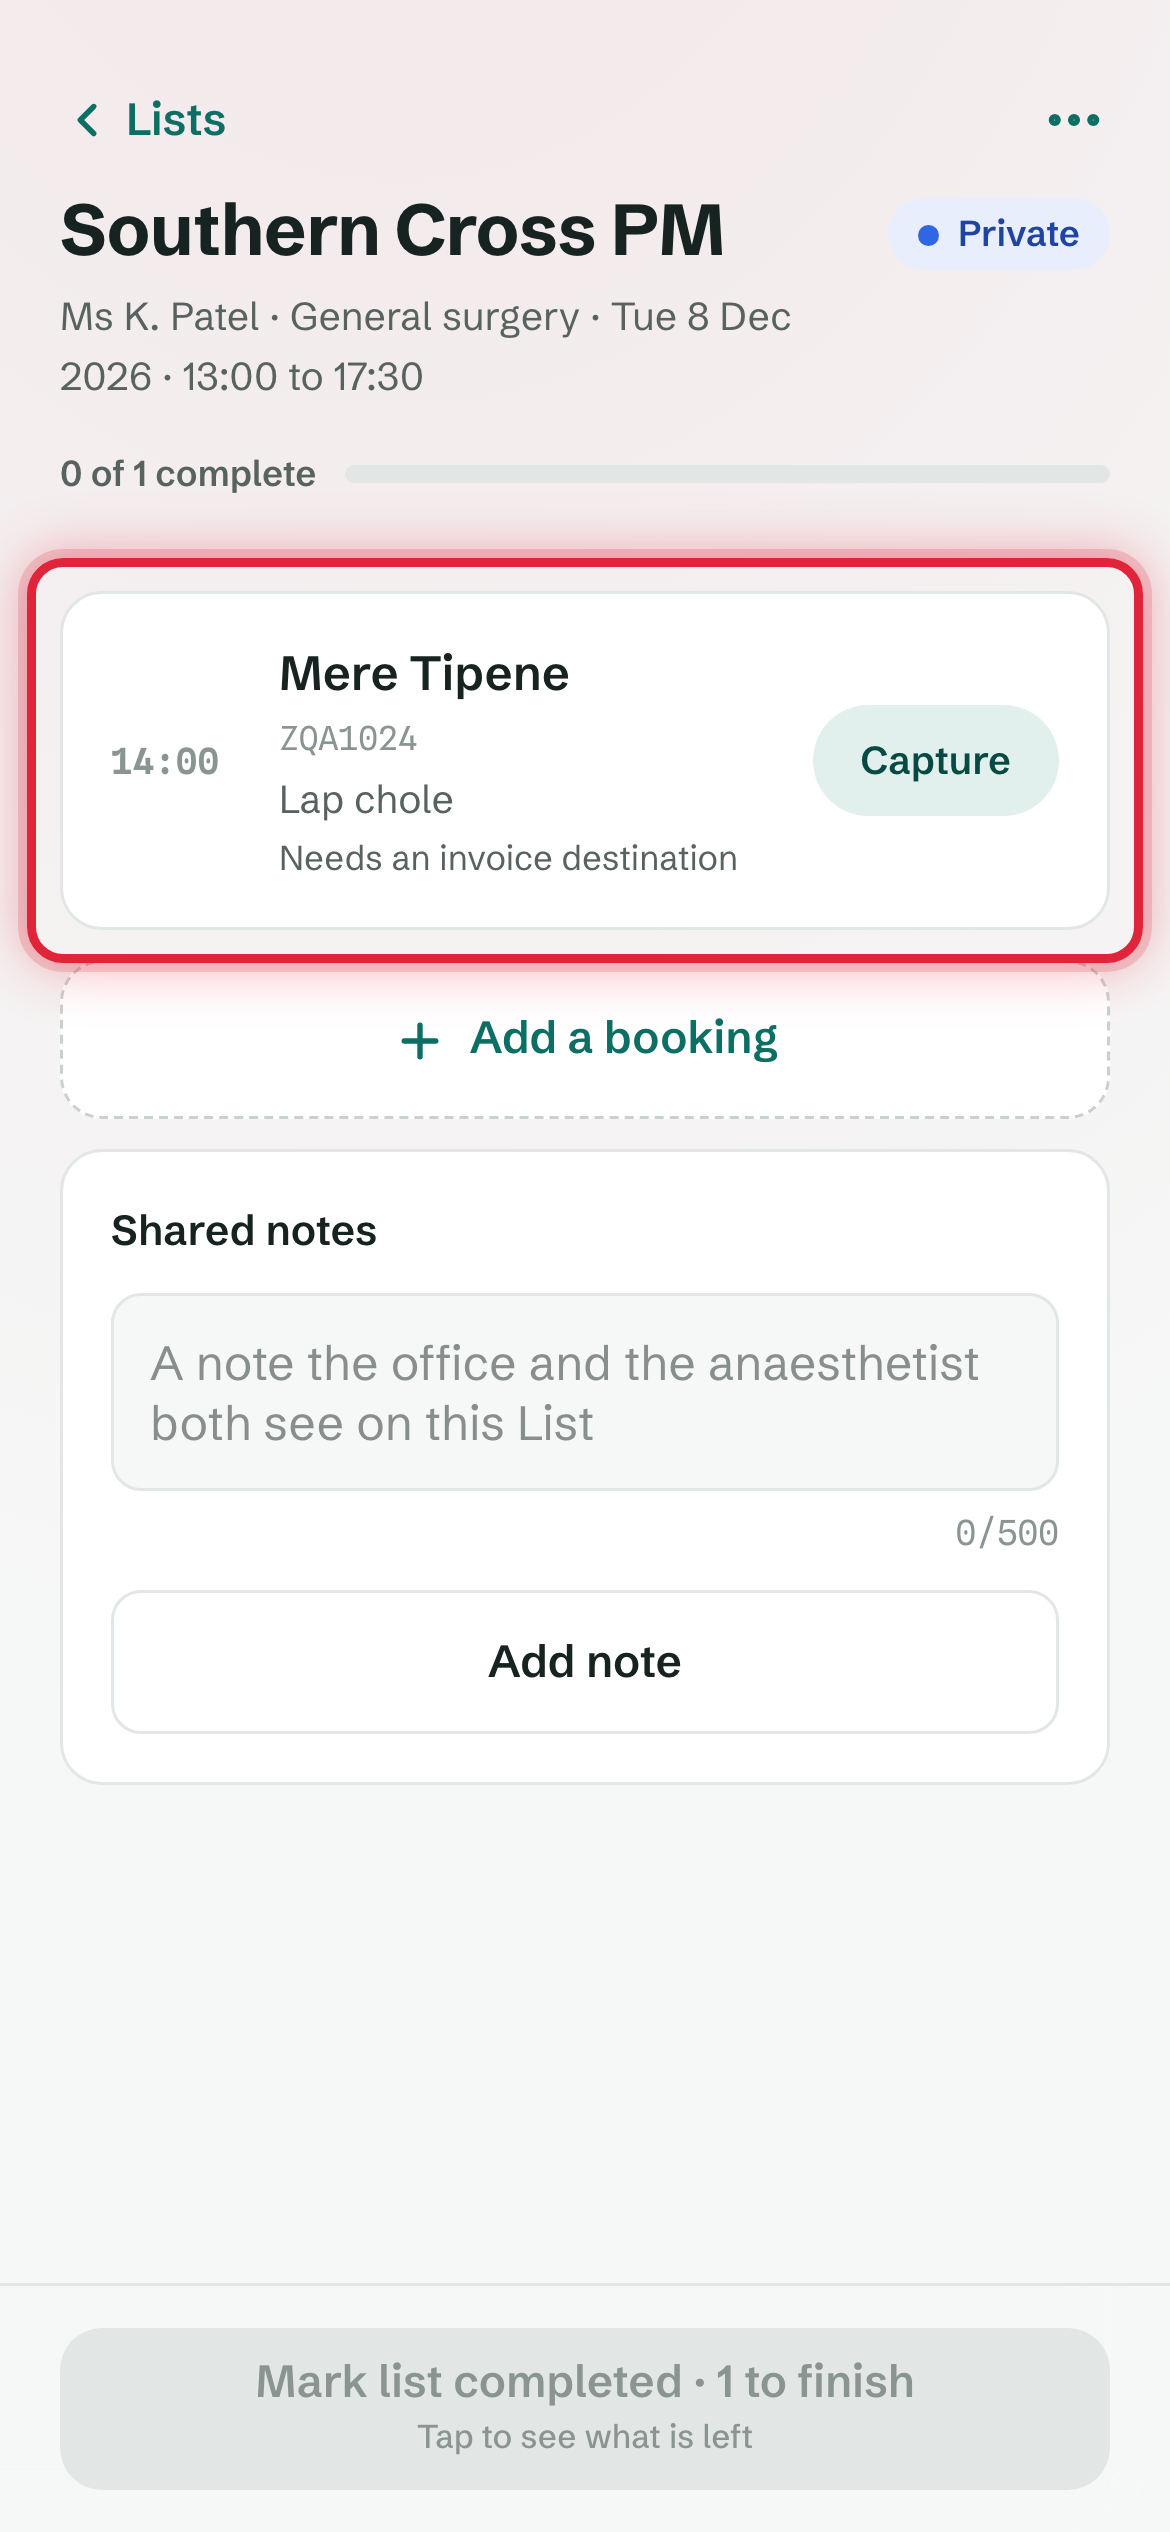 Lists
Southern Cross PM
Private
Ms K. Patel · General surgery · Tue 8 Dec
2026 · 13:00 to 17:30
0 of 1 complete
Mere Tipene
ZQA1024
14:00
Capture
Lap chole
Needs an invoice destination
+ Add a booking
Shared notes
A note the office and the anaesthetist
both see on this List
0/500
Add note
Mark list completed · 1 to finish
Tap to see what is left